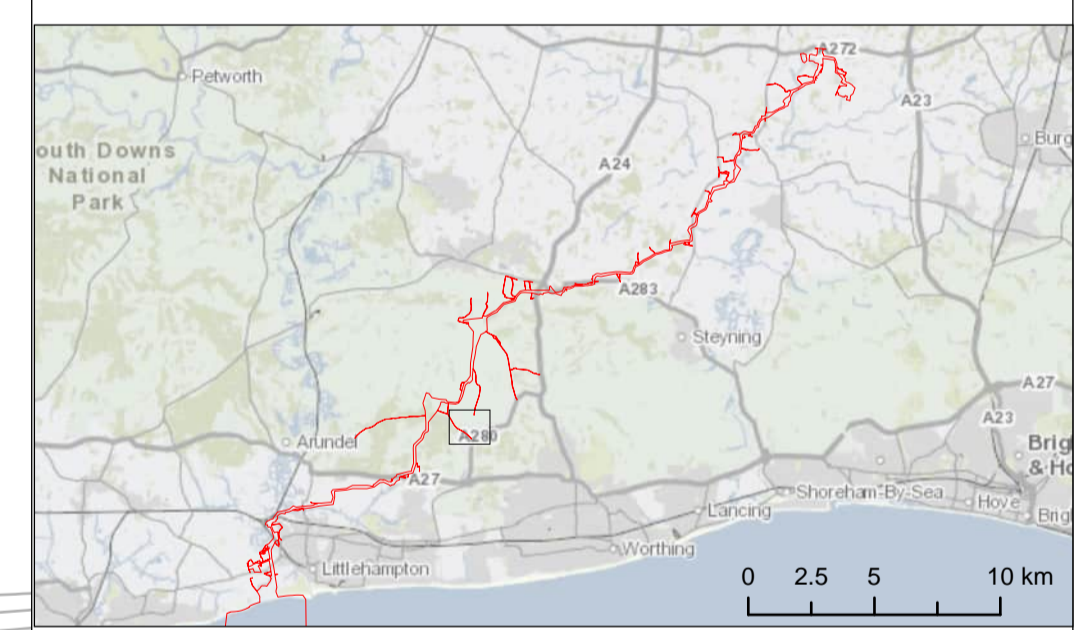 A272
Petworth
A23
Burg
outh Downs
National
Park
A24
A283
Steyning
A27
A23
Arundel
A280
Brig
& Ho
A27
Shoreham-By-Sea
Hove
Brig
Lancing
Worthing
Littlehampton
0 2.5 5 10 km